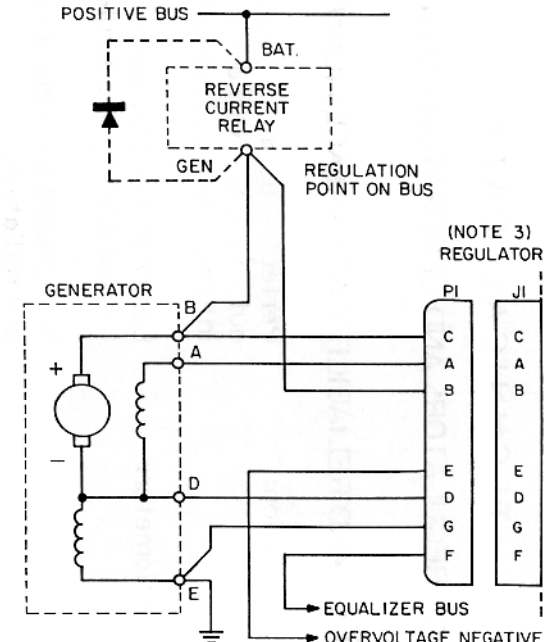 POSITIVE BUS
BAT.
REVERSE
CURRENT
RELAY
GEN
REGULATION
POINT ON BUS
(NOTE 3)
REGULATOR
GENERATOR
P1
J1
B
A
+
−
D
E
C
A
B
E
D
G
F
C
A
B
E
D
G
F
EQUALIZER BUS
OVERVOLTAGE NEGATIVE